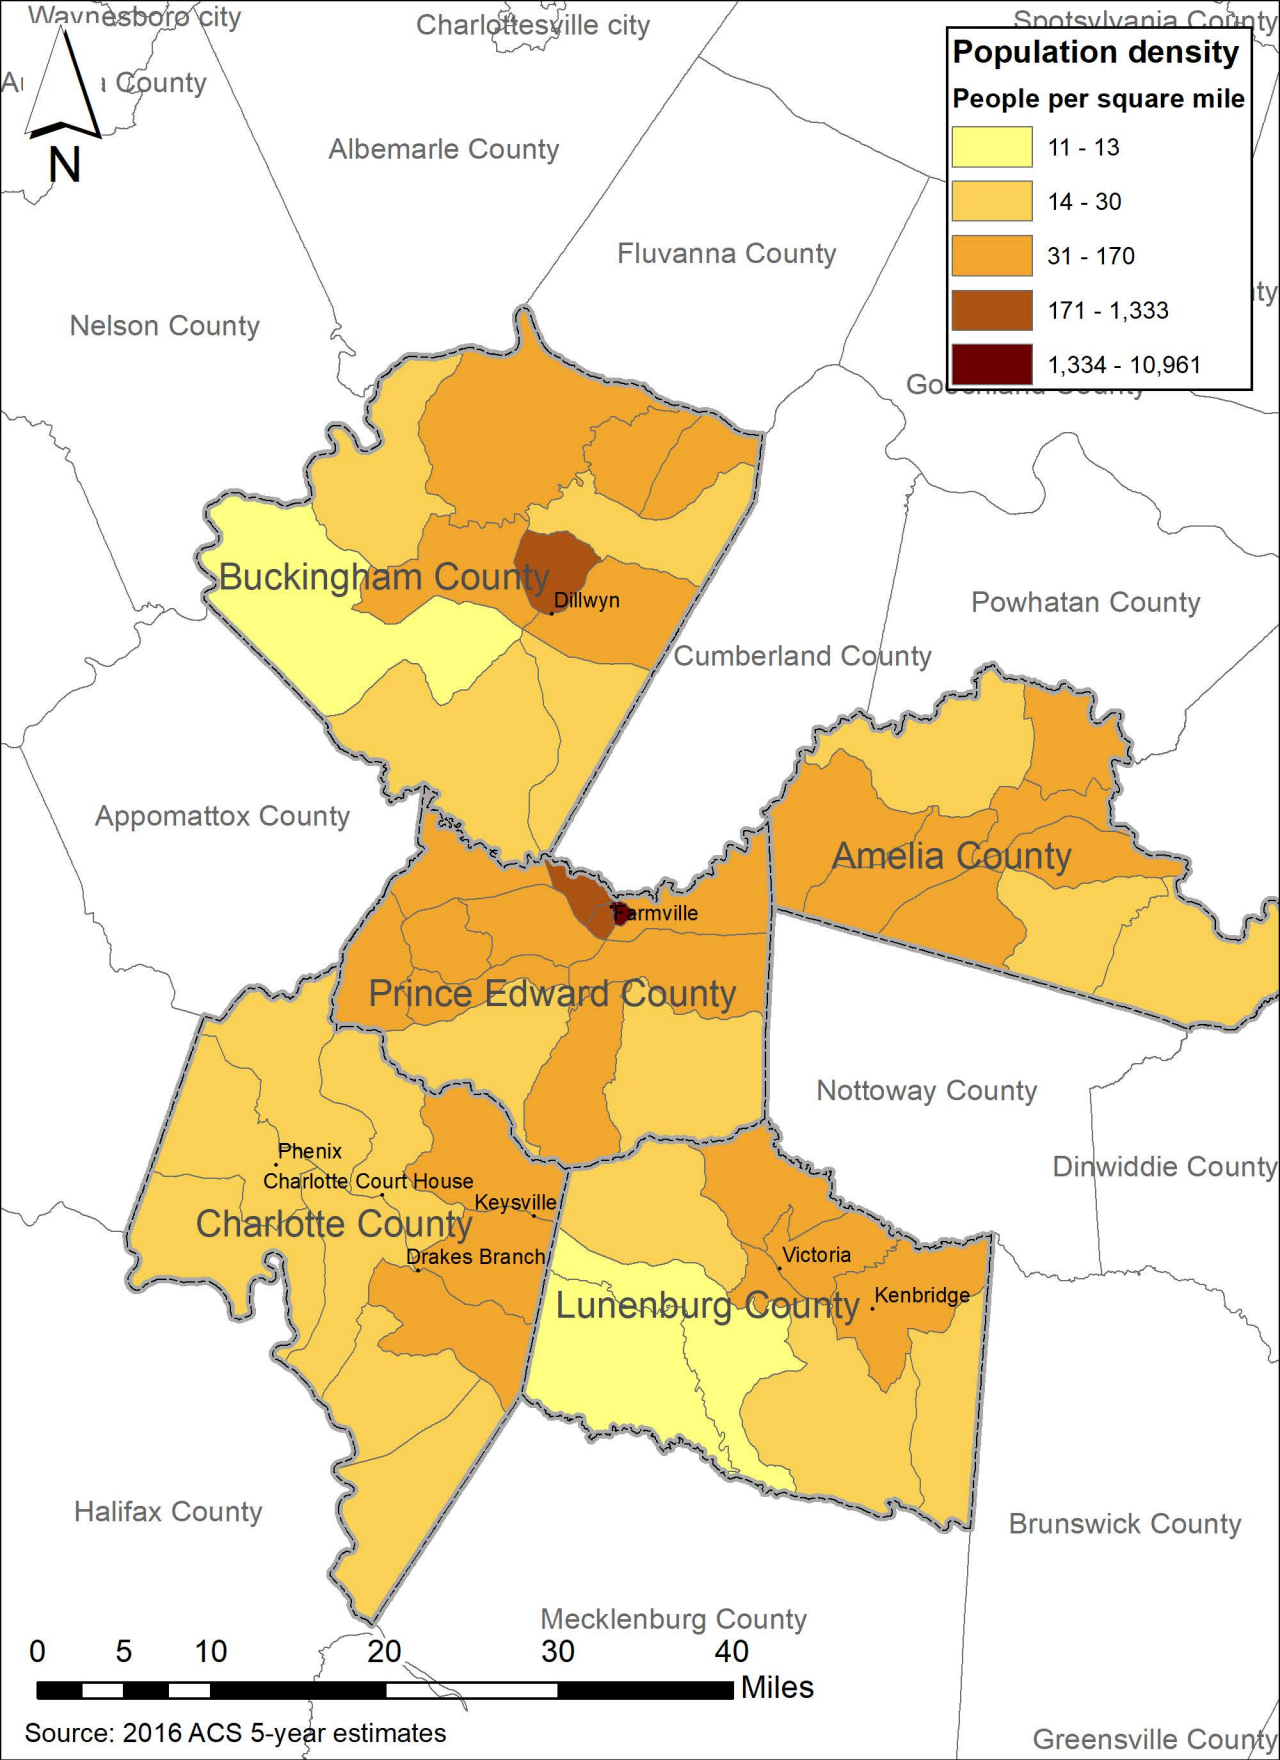 Waynesboro city
Charlottesville city
Spotsylvania County
County
N
Albemarle County
Fluvanna County
Nelson County
Population density
People per square mile
11 - 13
14 - 30
31 - 170
171 - 1,333
1,334 - 10,961
Buckingham County
Dillwyn
Powhatan County
Cumberland County
Appomattox County
Amelia County
Farmville
Prince Edward County
Nottoway County
Dinwiddie County
Phenix
Charlotte Court House
Keysville
Charlotte County
Drakes Branch
Victoria
Lunenburg County
Kenbridge
Halifax County
Brunswick County
Mecklenburg County
0 5 10 20 30 40
Miles
Source: 2016 ACS 5-year estimates
Greensville County